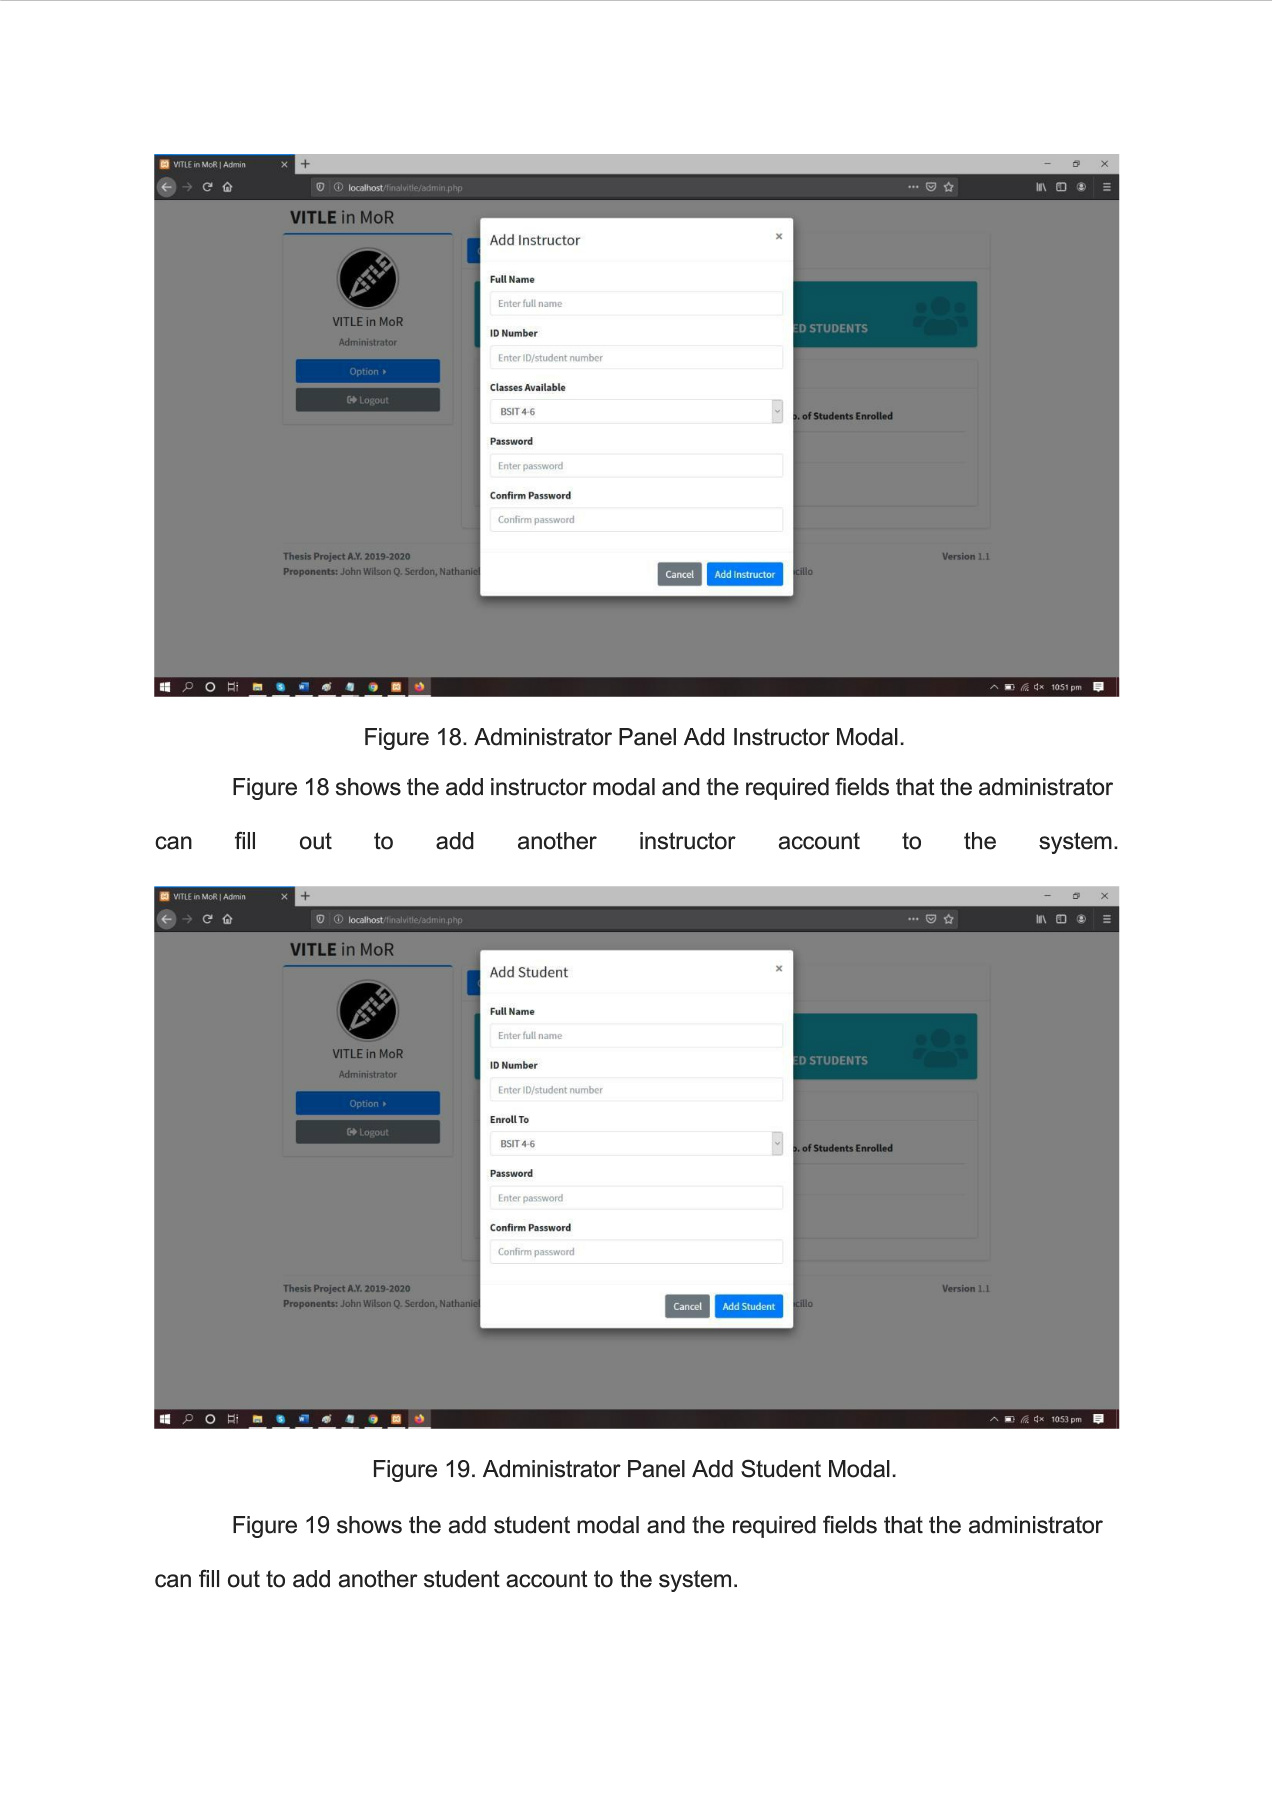 VITLE in MoR | Admin
localhost/finalvitle/admin.php
VITLE in MoR
VITLE in MoR
Administrator
Option
Logout
Add Instructor
×
Full Name
Enter full name
ID Number
Enter ID/student number
Classes Available
BSIT 4-6
Password
Enter password
Confirm Password
Confirm password
Cancel
Add Instructor
ED STUDENTS
o. of Students Enrolled
Thesis Project A.Y. 2019-2020
Version 1.1
Proponents: John Wilson Q. Serdon, Nathaniel
cillo
10:51 pm
Figure 18. Administrator Panel Add Instructor Modal.
Figure 18 shows the add instructor modal and the required fields that the administrator
can fill out to add another instructor account to the system.
VITLE in MoR | Admin
localhost/finalvitle/admin.php
VITLE in MoR
VITLE in MoR
Administrator
Option
Logout
Add Student
×
Full Name
Enter full name
ID Number
Enter ID/student number
Enroll To
BSIT 4-6
Password
Enter password
Confirm Password
Confirm password
Cancel
Add Student
ED STUDENTS
o. of Students Enrolled
Thesis Project A.Y. 2019-2020
Version 1.1
Proponents: John Wilson Q. Serdon, Nathaniel
cillo
10:53 pm
Figure 19. Administrator Panel Add Student Modal.
Figure 19 shows the add student modal and the required fields that the administrator
can fill out to add another student account to the system.